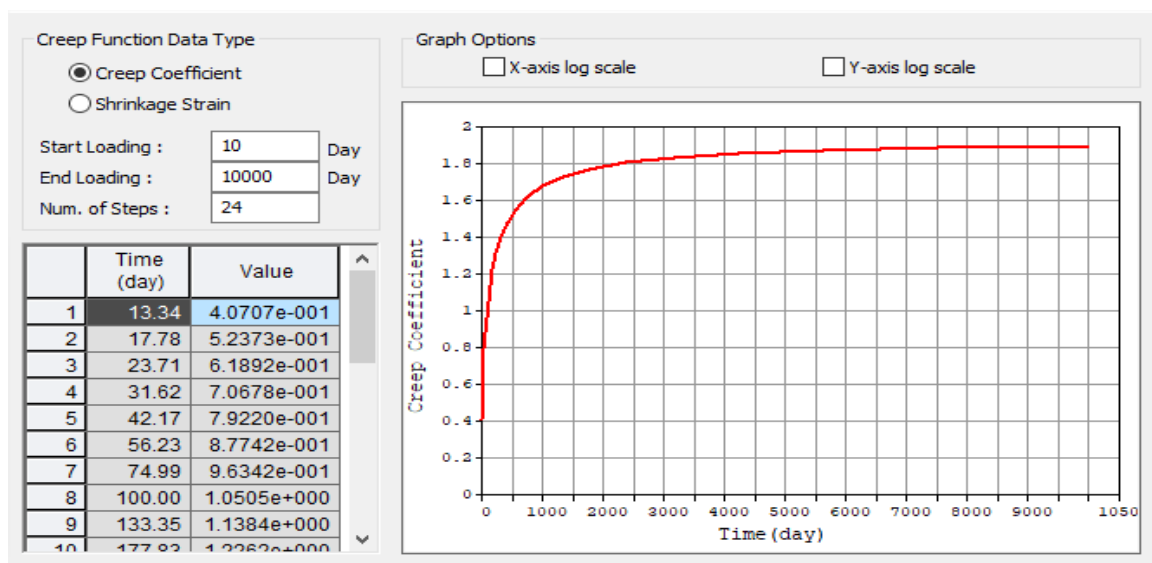 Creep Function Data Type
Creep Coefficient
Shrinkage Strain
Start Loading : 10 Day
End Loading : 10000 Day
Num. of Steps : 24
Time (day) Value
1 13.34 4.0707e-001
2 17.78 5.2373e-001
3 23.71 6.1892e-001
4 31.62 7.0678e-001
5 42.17 7.9220e-001
6 56.23 8.7742e-001
7 74.99 9.6342e-001
8 100.00 1.0505e+000
9 133.35 1.1384e+000
10 177.83 1.2262e+000
Graph Options
X-axis log scale Y-axis log scale
2
1.8
1.6
1.4
1.2
1
0.8
0.6
0.4
0.2
0
Creep Coefficient
0 1000 2000 3000 4000 5000 6000 7000 8000 9000 1050
Time(day)